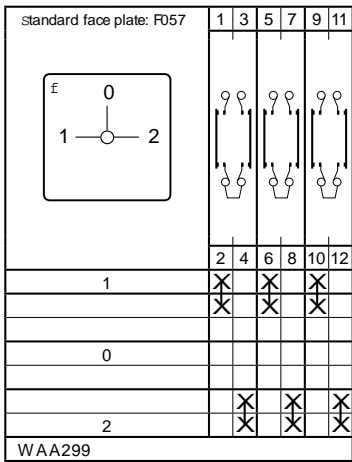 standard face plate: F057 1 3 5 7 9 11
f
0
1 2
2 4 6 8 10 12
1 X X X
X X X
0
X X X
2 X X X
WAA299